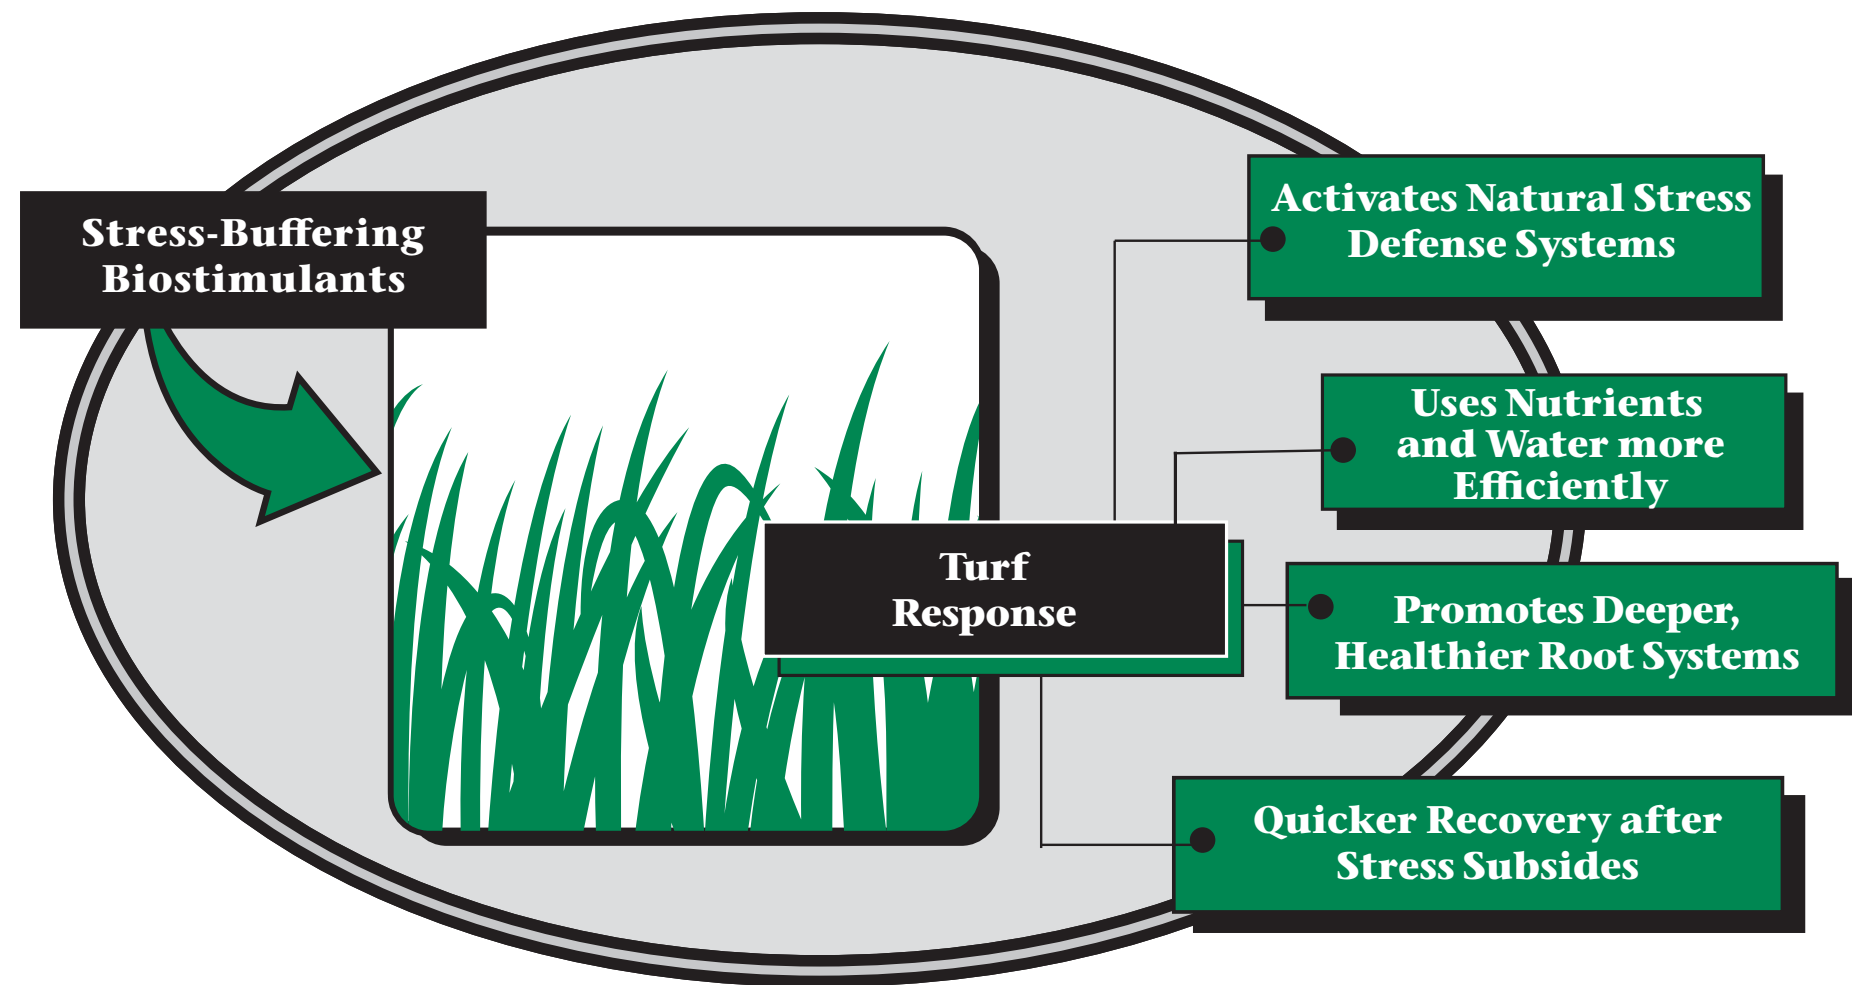 Stress-Buffering
Biostimulants
Activates Natural Stress
Defense Systems
Uses Nutrients
and Water more
Efficiently
Turf
Response
Promotes Deeper,
Healthier Root Systems
Quicker Recovery after
Stress Subsides